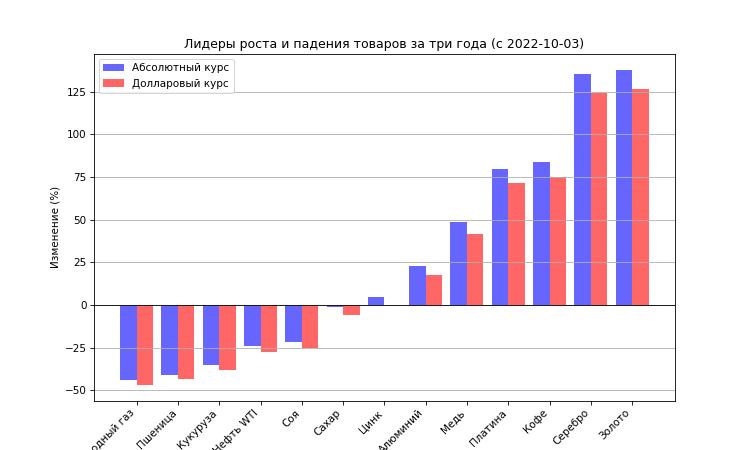 Лидеры роста и падения товаров за три года (с 2022-10-03)
Абсолютный курс
Долларовый курс
Изменение (%)
125
100
75
50
25
0
−25
−50
газ
Пшеница
Кукуруза
Нефть WTI
Соя
Сахар
Цинк
Алюминий
Медь
Платина
Кофе
Серебро
Золото